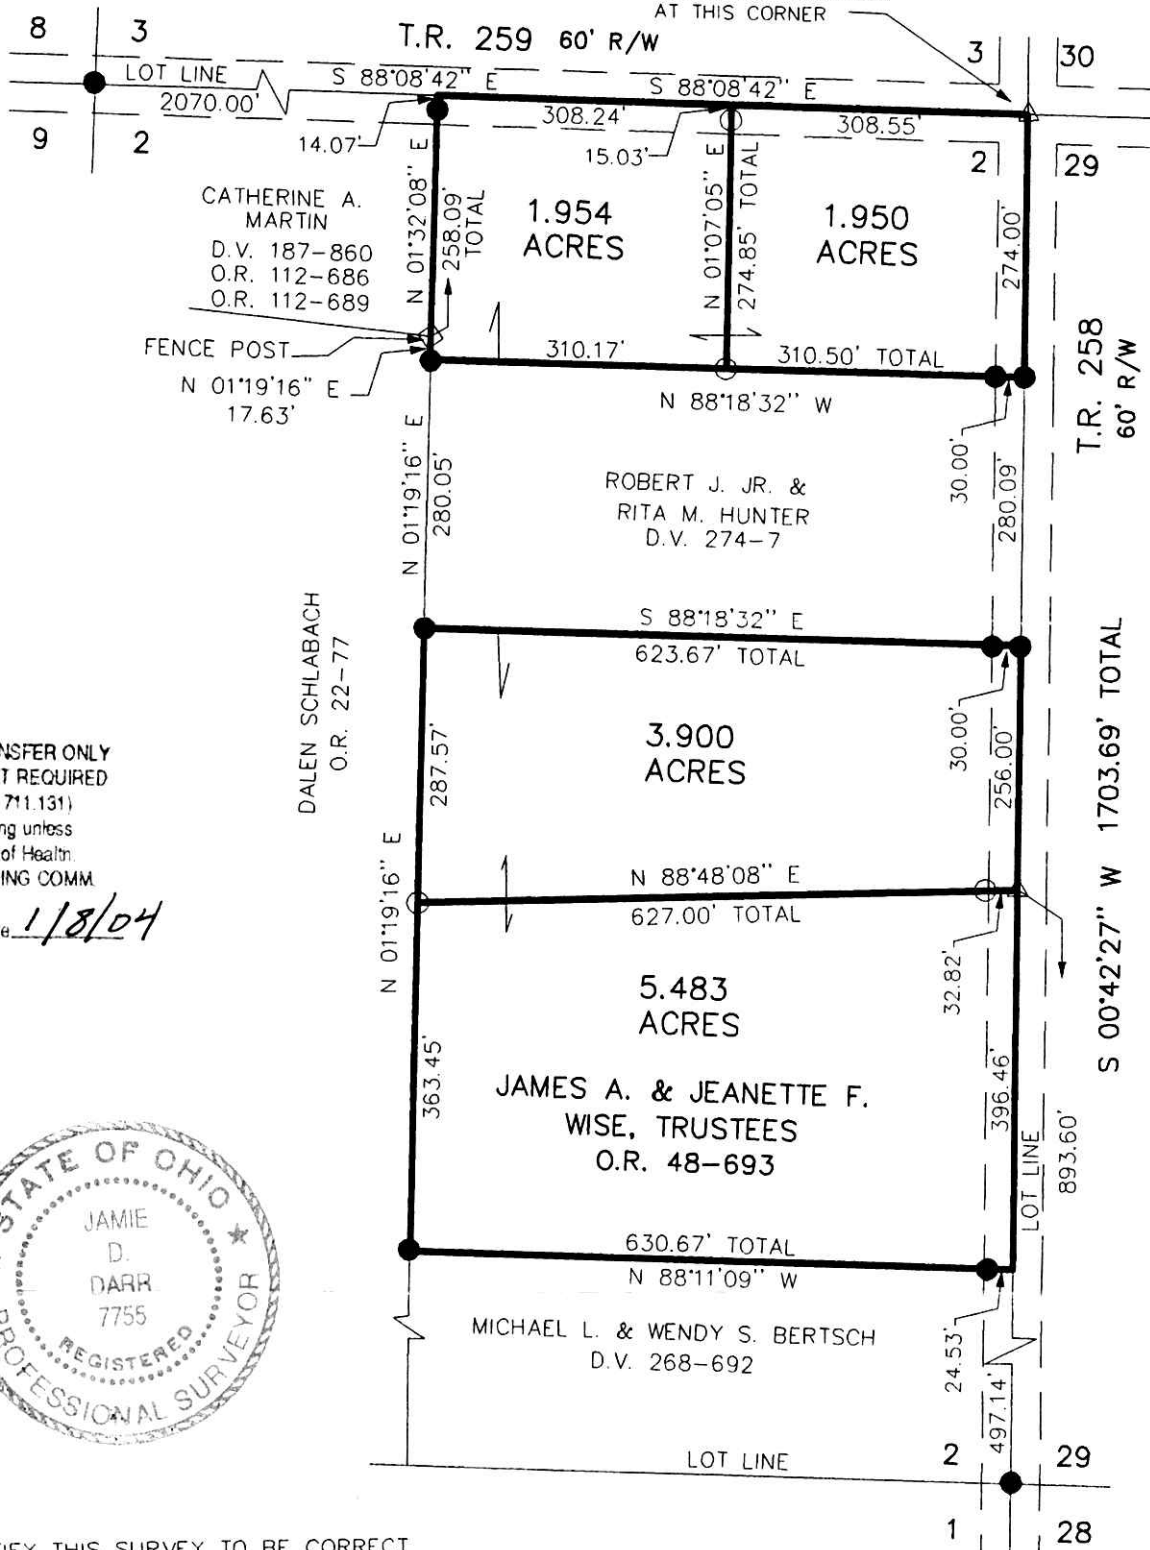 AT THIS CORNER
8
3
T.R. 259 60' R/W
3
30
LOT LINE
S 88°08'42" E
S 88°08'42" E
2070.00'
308.24'
308.55'
9
2
14.07'
15.03'
2
29
CATHERINE A.
MARTIN
D.V. 187-860
O.R. 112-686
O.R. 112-689
N 01°32'08" E
258.09'
TOTAL
1.954
ACRES
N 01°07'05" E
274.85' TOTAL
1.950
ACRES
274.00'
T.R. 258
60' R/W
FENCE POST
310.17'
310.50' TOTAL
N 01°19'16" E
17.63'
N 88°18'32" W
N 01°19'16" E
280.05'
ROBERT J. JR. &
RITA M. HUNTER
D.V. 274-7
30.00'
280.09'
S 88°18'32" E
623.67' TOTAL
DALEN SCHLABACH
O.R. 22-77
287.57'
3.900
ACRES
30.00'
256.00'
S 00°42'27" W 1703.69' TOTAL
NSFER ONLY
T REQUIRED
711.131)
ng unless
of Health.
ING COMM.
e 1/8/04
N 01°19'16" E
N 88°48'08" E
627.00' TOTAL
32.82'
5.483
ACRES
363.45'
396.46'
JAMES A. & JEANETTE F.
WISE, TRUSTEES
O.R. 48-693
LOT LINE
893.60'
STATE OF OHIO
JAMIE
D.
DARR
7755
REGISTERED
PROFESSIONAL SURVEYOR
630.67' TOTAL
N 88°11'09" W
MICHAEL L. & WENDY S. BERTSCH
D.V. 268-692
24.53'
497.14'
LOT LINE
2
29
1
28
IFY THIS SURVEY TO BE CORRECT